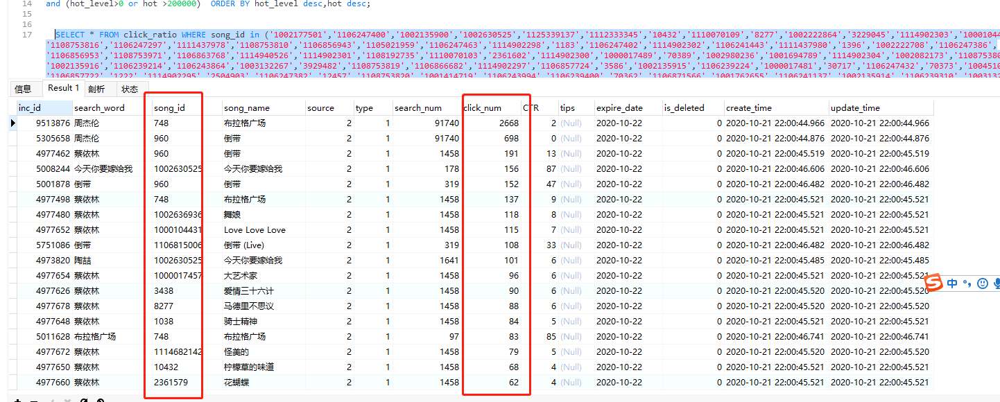 14 and (hot_level>0 or hot >200000) ORDER BY hot_level desc,hot desc;
15
16
17 SELECT * FROM click_ratio WHERE song_id in ('1002177501','1106247400','1002135900','1002630525','1125339137','1112333345','10432','1110070109','8277','1002222864','3229045','1114902303','10001044
'1108753816','1106247297','1111437978','1108753810','1106856943','1105021959','1106247463','1114902298','1183','1106247402','1114902302','1106241443','1111437980','1396','1002222708','1106247386',
'1106856953','1108753971','1106863768','1114940526','1114902301','1108192735','1110070103','2361602','1114902300','1000017489','70389','1002980236','1001694789','1114902304','1002082173','110875380
'1002135916','1106239214','1106243864','1003132267','3929482','1108753819','1106866682','1114902297','1106857724','3586','1002135915','1106239224','1000017481','30717','1106247432','70373','1004510
'1106857722','1222','1114902295','2504903','1106247382','12457','1108753820','1001414719','1106243994','1106239400','70362','1106871566','1001762655','1106241137','1002135914','1106239310','1003132
信息 Result 1 剖析 状态
inc_id search_word song_id song_name source type search_num click_num CTR tips expire_date is_deleted create_time update_time
9513876 周杰伦 748 布拉格广场 2 1 91740 2668 2 (Null) 2020-10-22 0 2020-10-21 22:00:44.966 2020-10-21 22:00:44.966
5305658 周杰伦 960 倒带 2 1 91740 698 0 (Null) 2020-10-22 0 2020-10-21 22:00:44.876 2020-10-21 22:00:44.876
4977462 蔡依林 960 倒带 2 1 1458 191 13 (Null) 2020-10-22 0 2020-10-21 22:00:45.519 2020-10-21 22:00:45.519
5008244 今天你要嫁给我 1002630525 今天你要嫁给我 2 1 178 156 87 (Null) 2020-10-22 0 2020-10-21 22:00:46.606 2020-10-21 22:00:46.606
5001878 倒带 960 倒带 2 1 319 152 47 (Null) 2020-10-22 0 2020-10-21 22:00:46.482 2020-10-21 22:00:46.482
4977498 蔡依林 748 布拉格广场 2 1 1458 137 9 (Null) 2020-10-22 0 2020-10-21 22:00:45.521 2020-10-21 22:00:45.521
4977480 蔡依林 1002636936 舞娘 2 1 1458 118 8 (Null) 2020-10-22 0 2020-10-21 22:00:45.521 2020-10-21 22:00:45.521
4977652 蔡依林 1000104431 Love Love Love 2 1 1458 115 7 (Null) 2020-10-22 0 2020-10-21 22:00:45.521 2020-10-21 22:00:45.521
5751086 倒带 1106815006 倒带 (Live) 2 1 319 108 33 (Null) 2020-10-22 0 2020-10-21 22:00:46.482 2020-10-21 22:00:46.482
4973820 陶喆 1002630525 今天你要嫁给我 2 1 1641 101 6 (Null) 2020-10-22 0 2020-10-21 22:00:45.485 2020-10-21 22:00:45.485
4977654 蔡依林 1000017457 大艺术家 2 1 1458 96 6 (Null) 2020-10-22 0 2020-10-21 22:00:45.521 2020-10-21 22:00:45.521
4977626 蔡依林 3438 爱情三十六计 2 1 1458 90 6 (Null) 2020-10-22 0 2020-10-21 22:00:45.520 2020-10-21 22:00:45.520
4977678 蔡依林 8277 马德里不思议 2 1 1458 88 6 (Null) 2020-10-22 0 2020-10-21 22:00:45.520 2020-10-21 22:00:45.520
4977648 蔡依林 1038 骑士精神 2 1 1458 84 5 (Null) 2020-10-22 0 2020-10-21 22:00:45.521 2020-10-21 22:00:45.521
5011628 布拉格广场 748 布拉格广场 2 1 97 83 85 (Null) 2020-10-22 0 2020-10-21 22:00:46.741 2020-10-21 22:00:46.741
4977672 蔡依林 1114682142 怪美的 2 1 1458 79 5 (Null) 2020-10-22 0 2020-10-21 22:00:45.520 2020-10-21 22:00:45.520
4977650 蔡依林 10432 柠檬草的味道 2 1 1458 68 4 (Null) 2020-10-22 0 2020-10-21 22:00:45.521 2020-10-21 22:00:45.521
4977660 蔡依林 2361579 花蝴蝶 2 1 1458 62 4 (Null) 2020-10-22 0 2020-10-21 22:00:45.521 2020-10-21 22:00:45.521
中